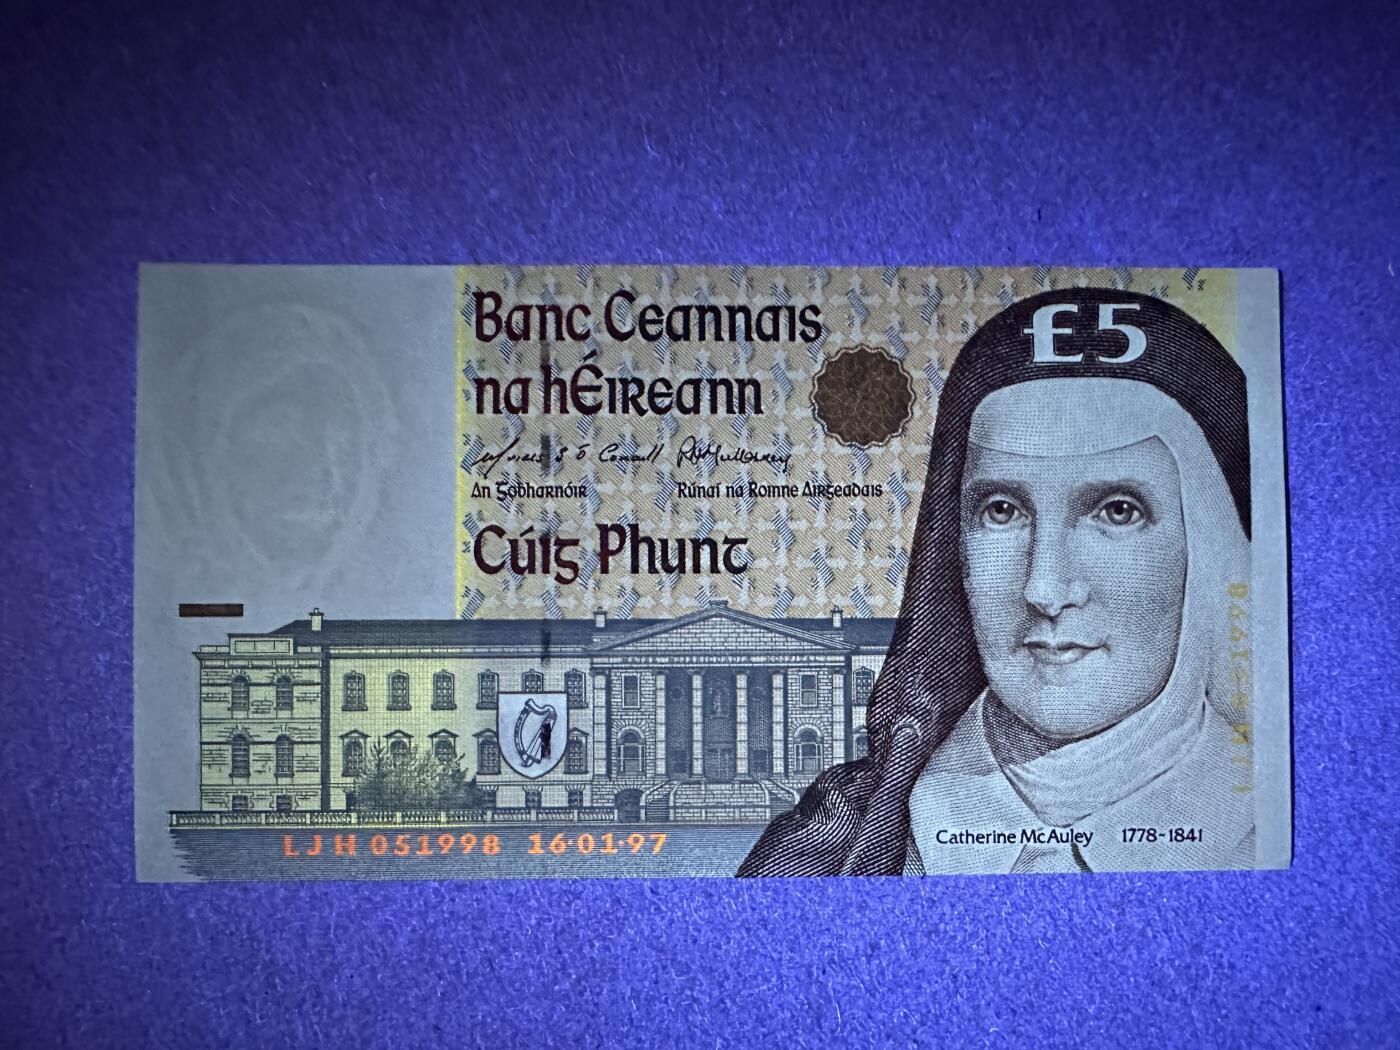 Banc Ceannais
na hÉireann
£5
An Gobharnóir
Rúnaí na Roinne Airgeadais
Cúig Phunt
LJH 051998 16·01·97
Catherine McAuley 1778-1841
LJH 051998